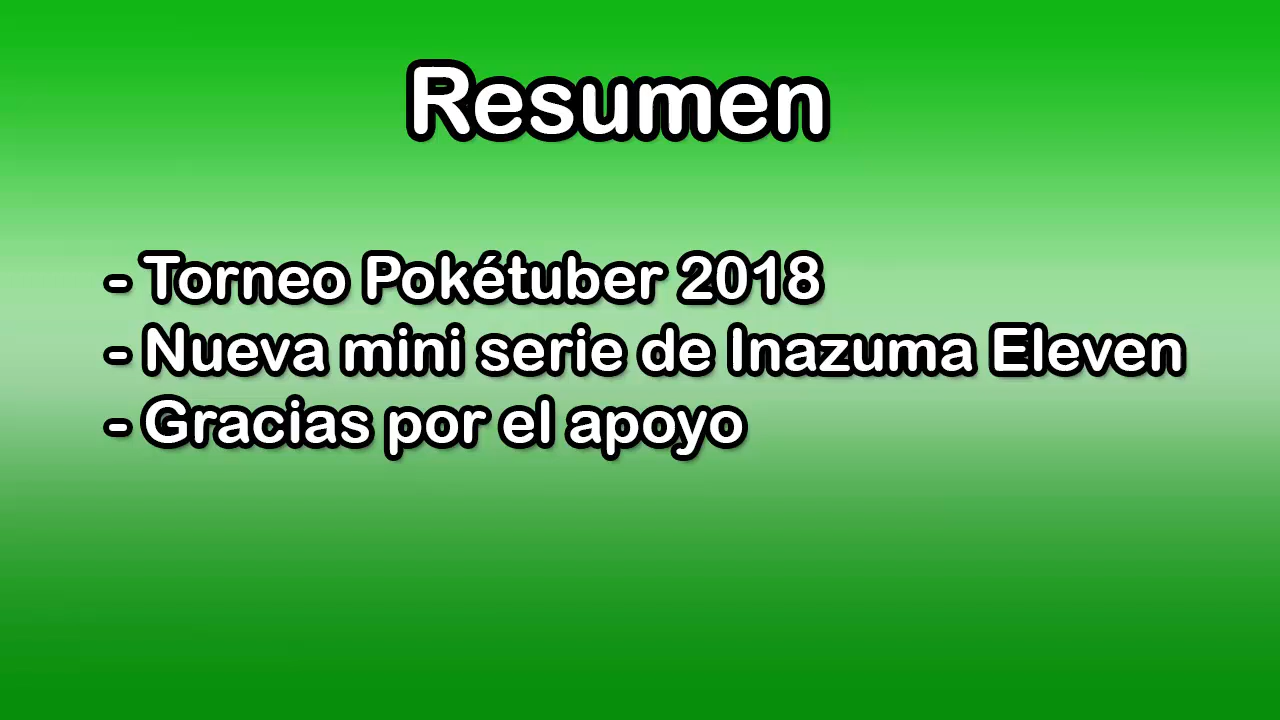 Resumen
- Torneo Pokétuber 2018
- Nueva mini serie de Inazuma Eleven
- Gracias por el apoyo